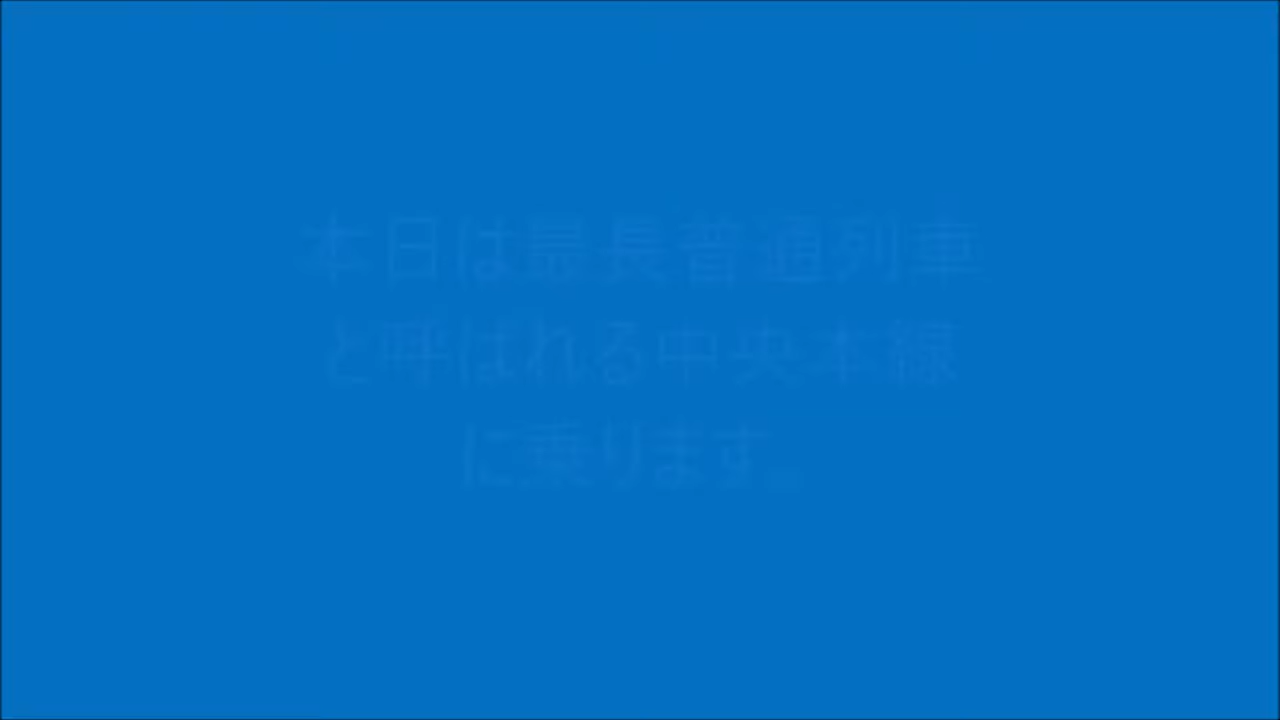 本日は最長普通列車
と呼ばれる中央本線
に乗ります。